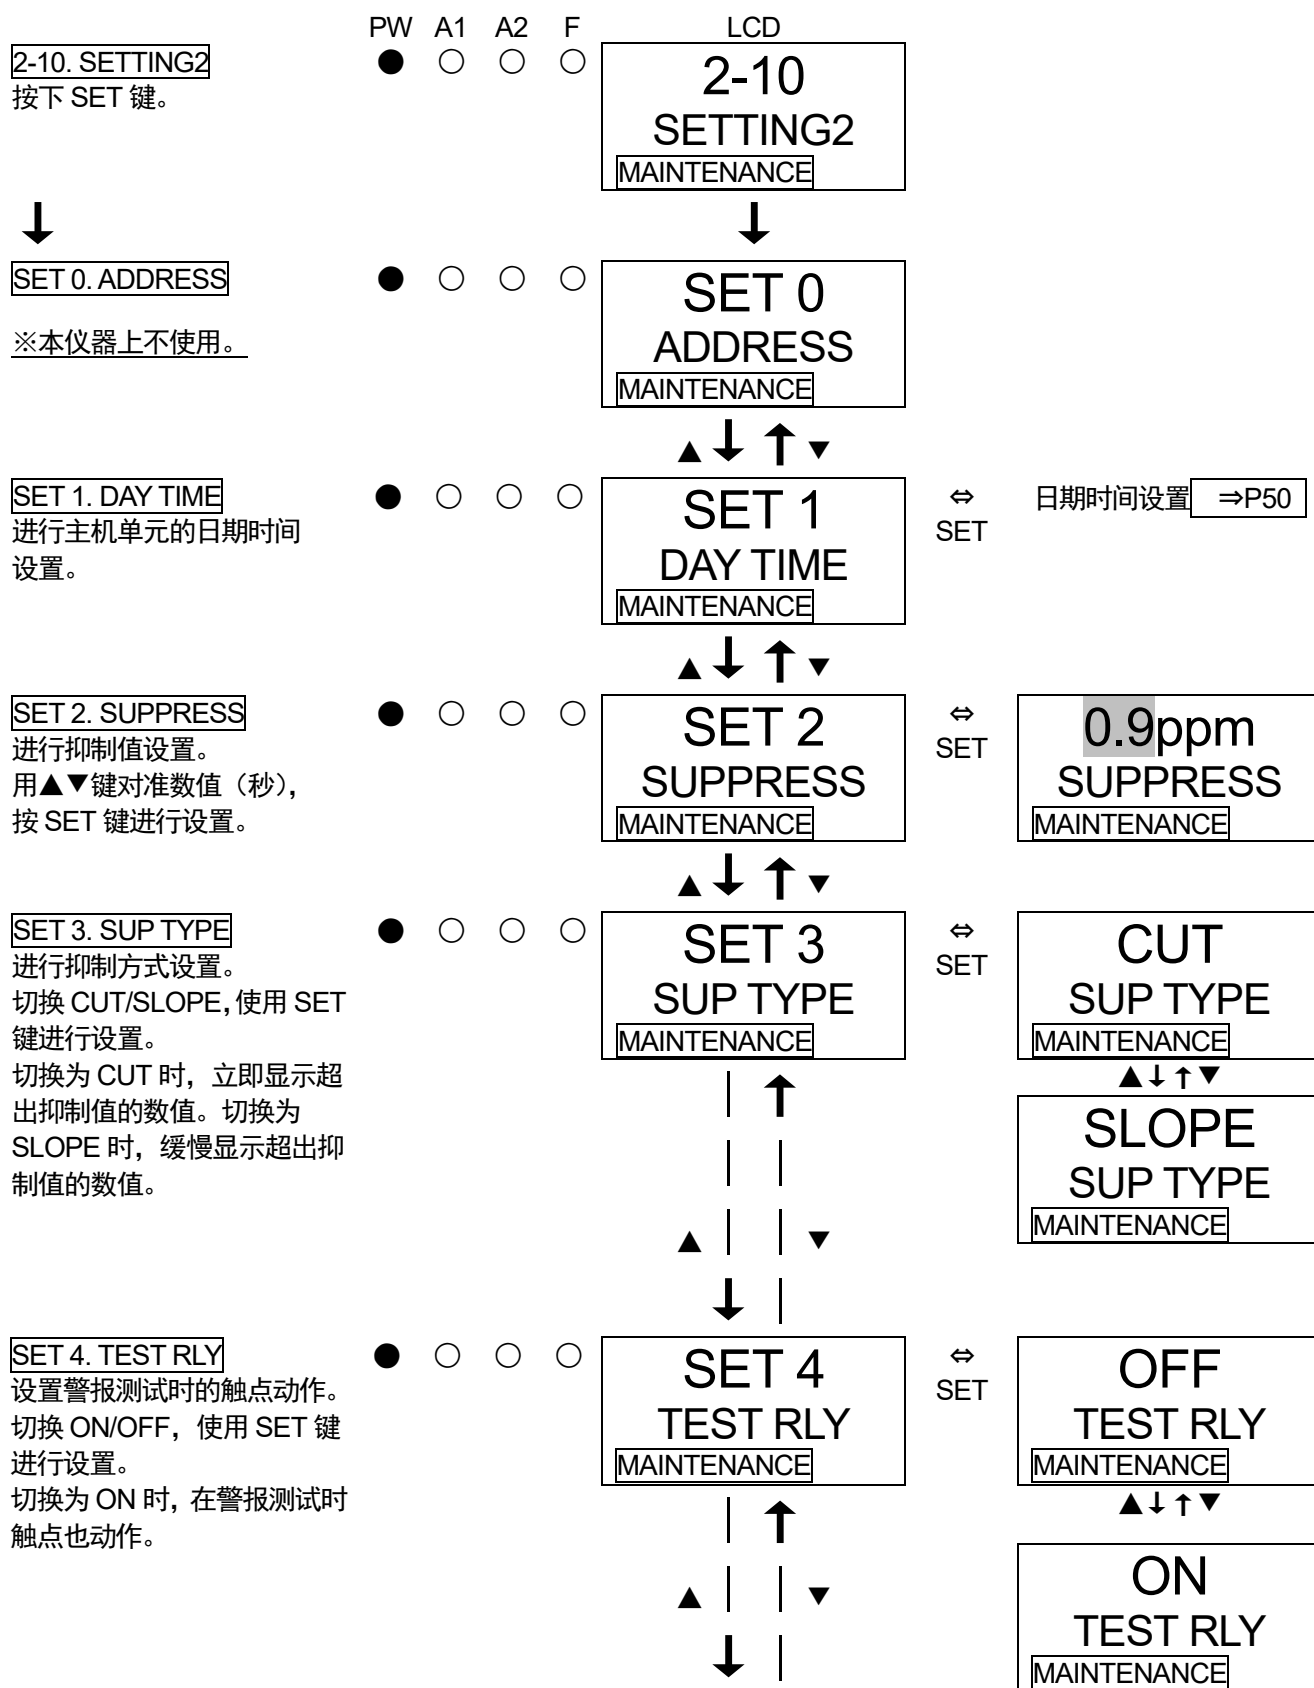 PW A1 A2 F LCD
2-10. SETTING2
按下 SET 键。
● ○ ○ ○
2-10
SETTING2
MAINTENANCE
↓ ↓
SET 0. ADDRESS
※本仪器上不使用。
● ○ ○ ○
SET 0
ADDRESS
MAINTENANCE
▲↓ ↑▼
SET 1. DAY TIME
进行主机单元的日期时间
设置。
● ○ ○ ○
SET 1
DAY TIME
MAINTENANCE
⇔
SET
日期时间设置 ⇒P50
▲↓ ↑▼
SET 2. SUPPRESS
进行抑制值设置。
用▲▼键对准数值（秒），
按 SET 键进行设置。
● ○ ○ ○
SET 2
SUPPRESS
MAINTENANCE
⇔
SET
0.9ppm
SUPPRESS
MAINTENANCE
▲↓ ↑▼
SET 3. SUP TYPE
进行抑制方式设置。
切换 CUT/SLOPE，使用 SET
键进行设置。
切换为 CUT 时，立即显示超
出抑制值的数值。切换为
SLOPE 时，缓慢显示超出抑
制值的数值。
● ○ ○ ○
SET 3
SUP TYPE
MAINTENANCE
⇔
SET
CUT
SUP TYPE
MAINTENANCE
▲↓↑▼
SLOPE
SUP TYPE
MAINTENANCE
▲↓ ↑▼
SET 4. TEST RLY
设置警报测试时的触点动作。
切换 ON/OFF，使用 SET 键
进行设置。
切换为 ON 时，在警报测试时
触点也动作。
● ○ ○ ○
SET 4
TEST RLY
MAINTENANCE
⇔
SET
OFF
TEST RLY
MAINTENANCE
▲↓↑▼
ON
TEST RLY
MAINTENANCE
▲↓ ↑▼